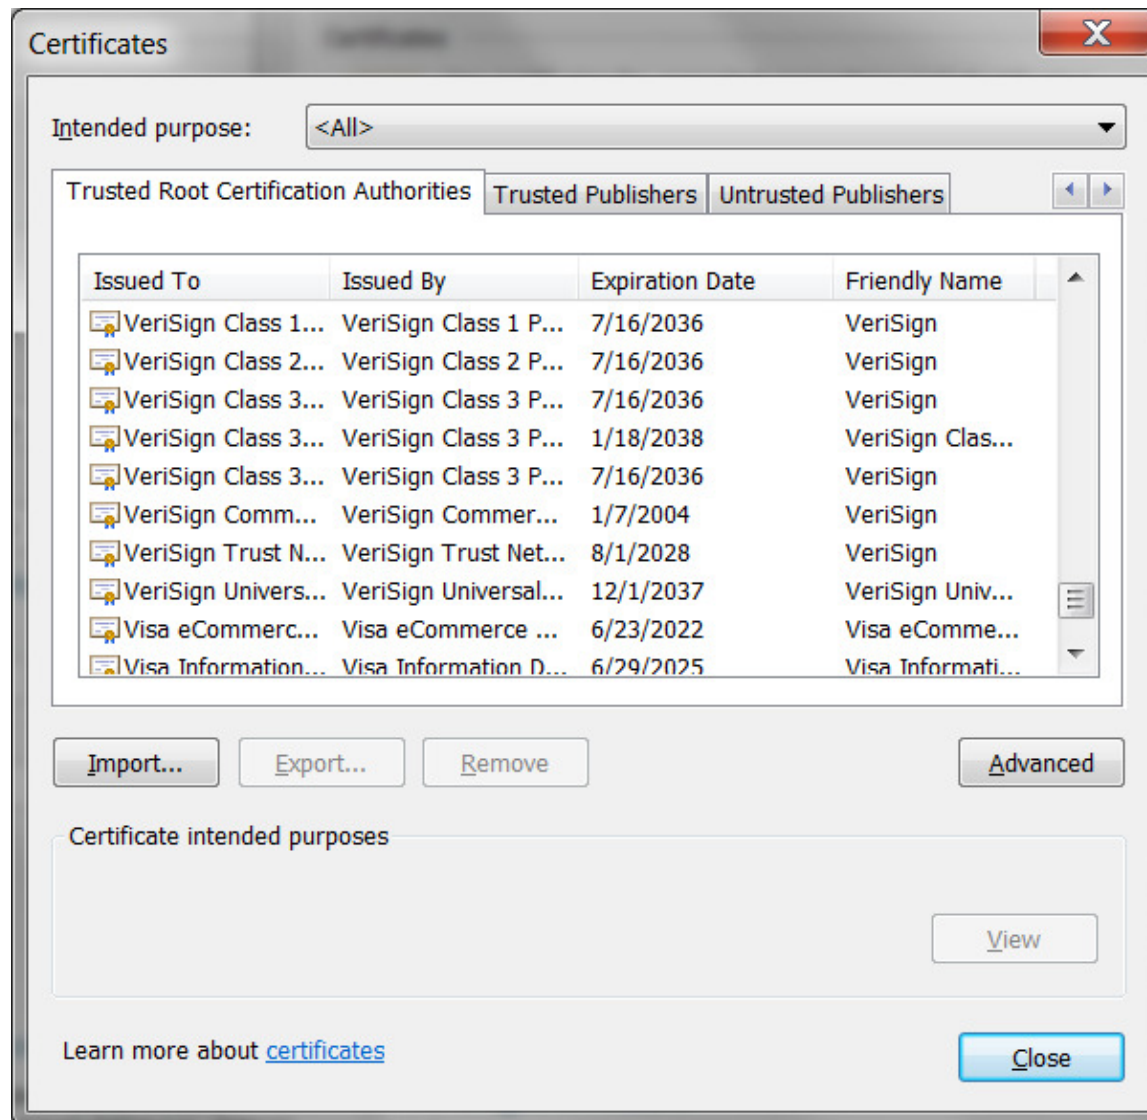 Certificates
Intended purpose: <All>
Trusted Root Certification Authorities Trusted Publishers Untrusted Publishers
Issued To Issued By Expiration Date Friendly Name
VeriSign Class 1... VeriSign Class 1 P... 7/16/2036 VeriSign
VeriSign Class 2... VeriSign Class 2 P... 7/16/2036 VeriSign
VeriSign Class 3... VeriSign Class 3 P... 7/16/2036 VeriSign
VeriSign Class 3... VeriSign Class 3 P... 1/18/2038 VeriSign Clas...
VeriSign Class 3... VeriSign Class 3 P... 7/16/2036 VeriSign
VeriSign Comm... VeriSign Commer... 1/7/2004 VeriSign
VeriSign Trust N... VeriSign Trust Net... 8/1/2028 VeriSign
VeriSign Univers... VeriSign Universal... 12/1/2037 VeriSign Univ...
Visa eCommerc... Visa eCommerce ... 6/23/2022 Visa eComme...
Visa Information... Visa Information D... 6/29/2025 Visa Informati...
Import... Export... Remove Advanced
Certificate intended purposes
View
Learn more about certificates
Close